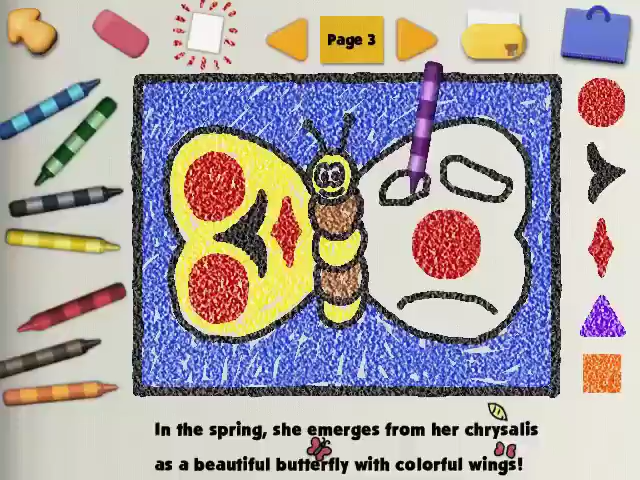 Page 3
In the spring, she emerges from her chrysalis
as a beautiful butterfly with colorful wings!